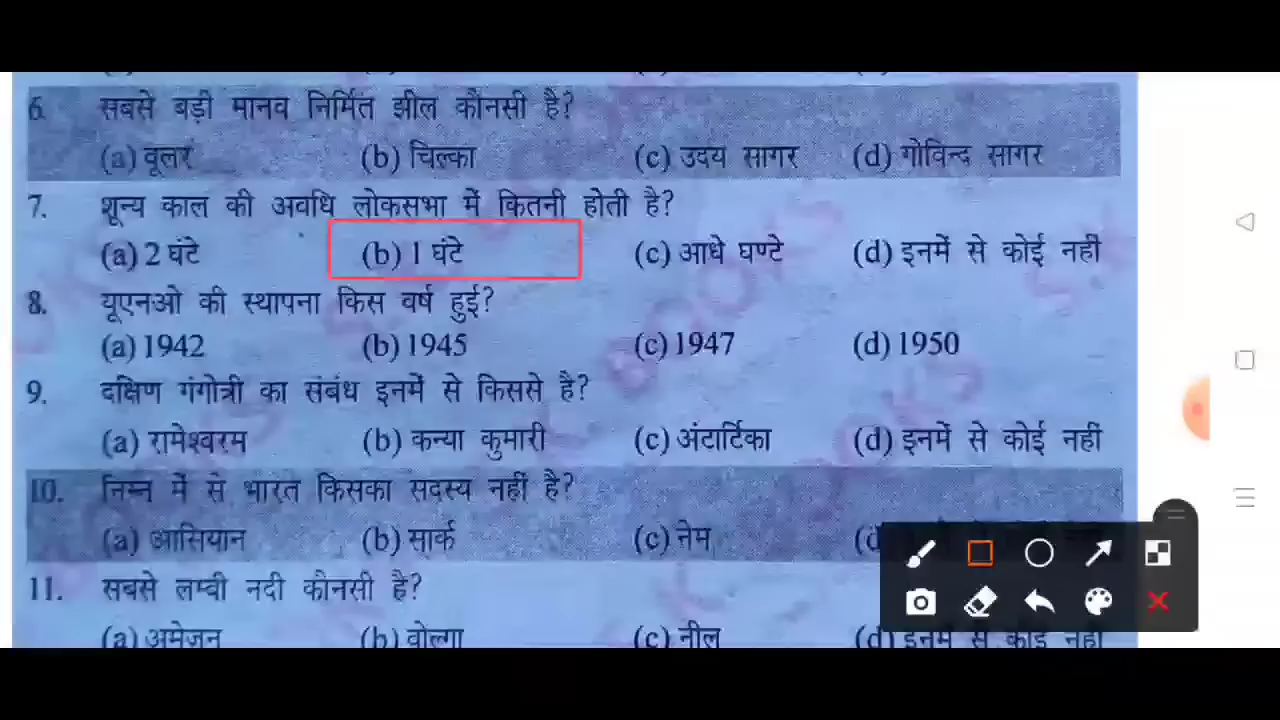 6. सबसे बड़ी मानव निर्मित झील कौनसी है?
(a) वूलर (b) चिल्का (c) उदय सागर (d) गोविन्द सागर
7. शून्य काल की अवधि लोकसभा में कितनी होती है?
(a) 2 घंटे (b) 1 घंटे (c) आधे घण्टे (d) इनमें से कोई नहीं
8. यूएनओ की स्थापना किस वर्ष हुई?
(a) 1942 (b) 1945 (c) 1947 (d) 1950
9. दक्षिण गंगोत्री का संबंध इनमें से किससे है?
(a) रामेश्वरम (b) कन्या कुमारी (c) अंटार्टिका (d) इनमें से कोई नहीं
10. निम्न में से भारत किसका सदस्य नहीं है?
(a) आसियान (b) सार्क (c) नेम
11. सबसे लम्बी नदी कौनसी है?
(a) अमेजन (b) वोल्गा (c) नील (d) इनमें से कोई नहीं